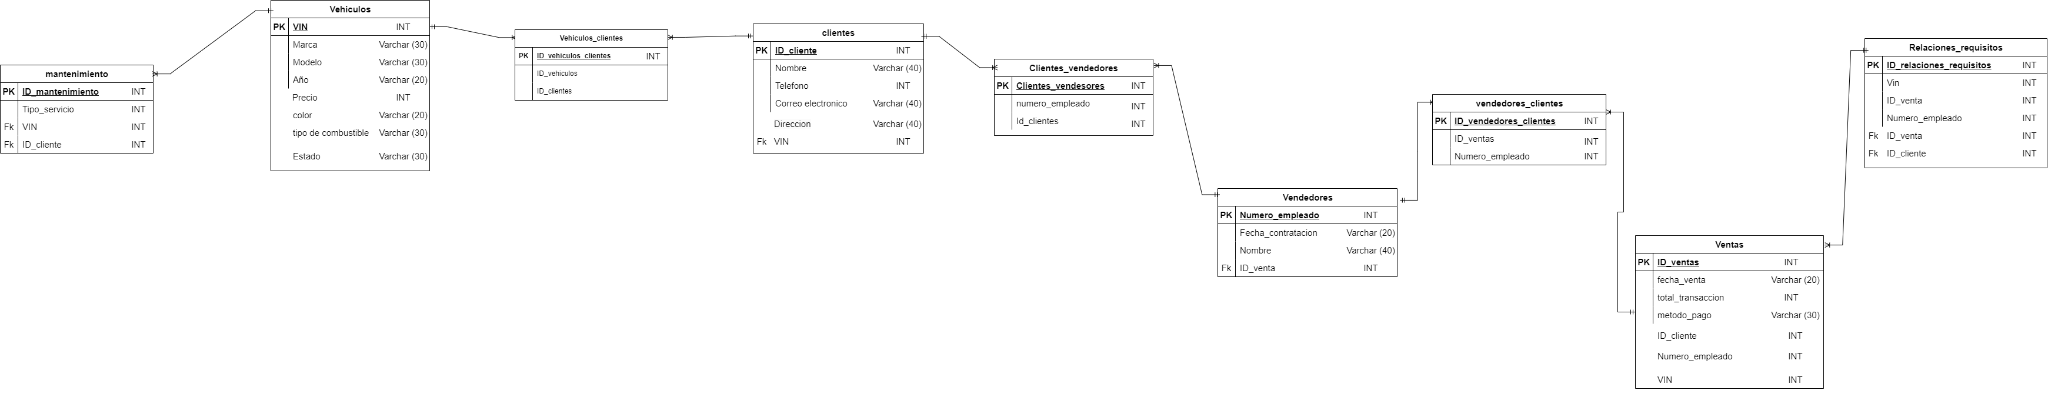 mantenimiento
PK ID_mantenimiento INT
Tipo_servicio INT
Fk VIN INT
Fk ID_cliente INT
Vehiculos
PK VIN INT
Marca Varchar (30)
Modelo Varchar (30)
Año Varchar (20)
Precio INT
color Varchar (20)
tipo de combustible Varchar (30)
Estado Varchar (30)
Vehiculos_clientes
PK ID_vehiculos_clientes INT
ID_vehiculos
ID_clientes
clientes
PK ID_cliente INT
Nombre Varchar (40)
Telefono INT
Correo electronico Varchar (40)
Direccion Varchar (40)
Fk VIN INT
Clientes_vendedores
PK Clientes_vendesores INT
numero_empleado INT
Id_clientes INT
Vendedores
PK Numero_empleado INT
Fecha_contratacion Varchar (20)
Nombre Varchar (40)
Fk ID_venta INT
vendedores_clientes
PK ID_vendedores_clientes INT
ID_ventas INT
Numero_empleado INT
Ventas
PK ID_ventas INT
fecha_venta Varchar (20)
total_transaccion INT
metodo_pago Varchar (30)
ID_cliente INT
Numero_empleado INT
VIN INT
Relaciones_requisitos
PK ID_relaciones_requisitos INT
Vin INT
ID_venta INT
Numero_empleado INT
Fk ID_venta INT
Fk ID_cliente INT